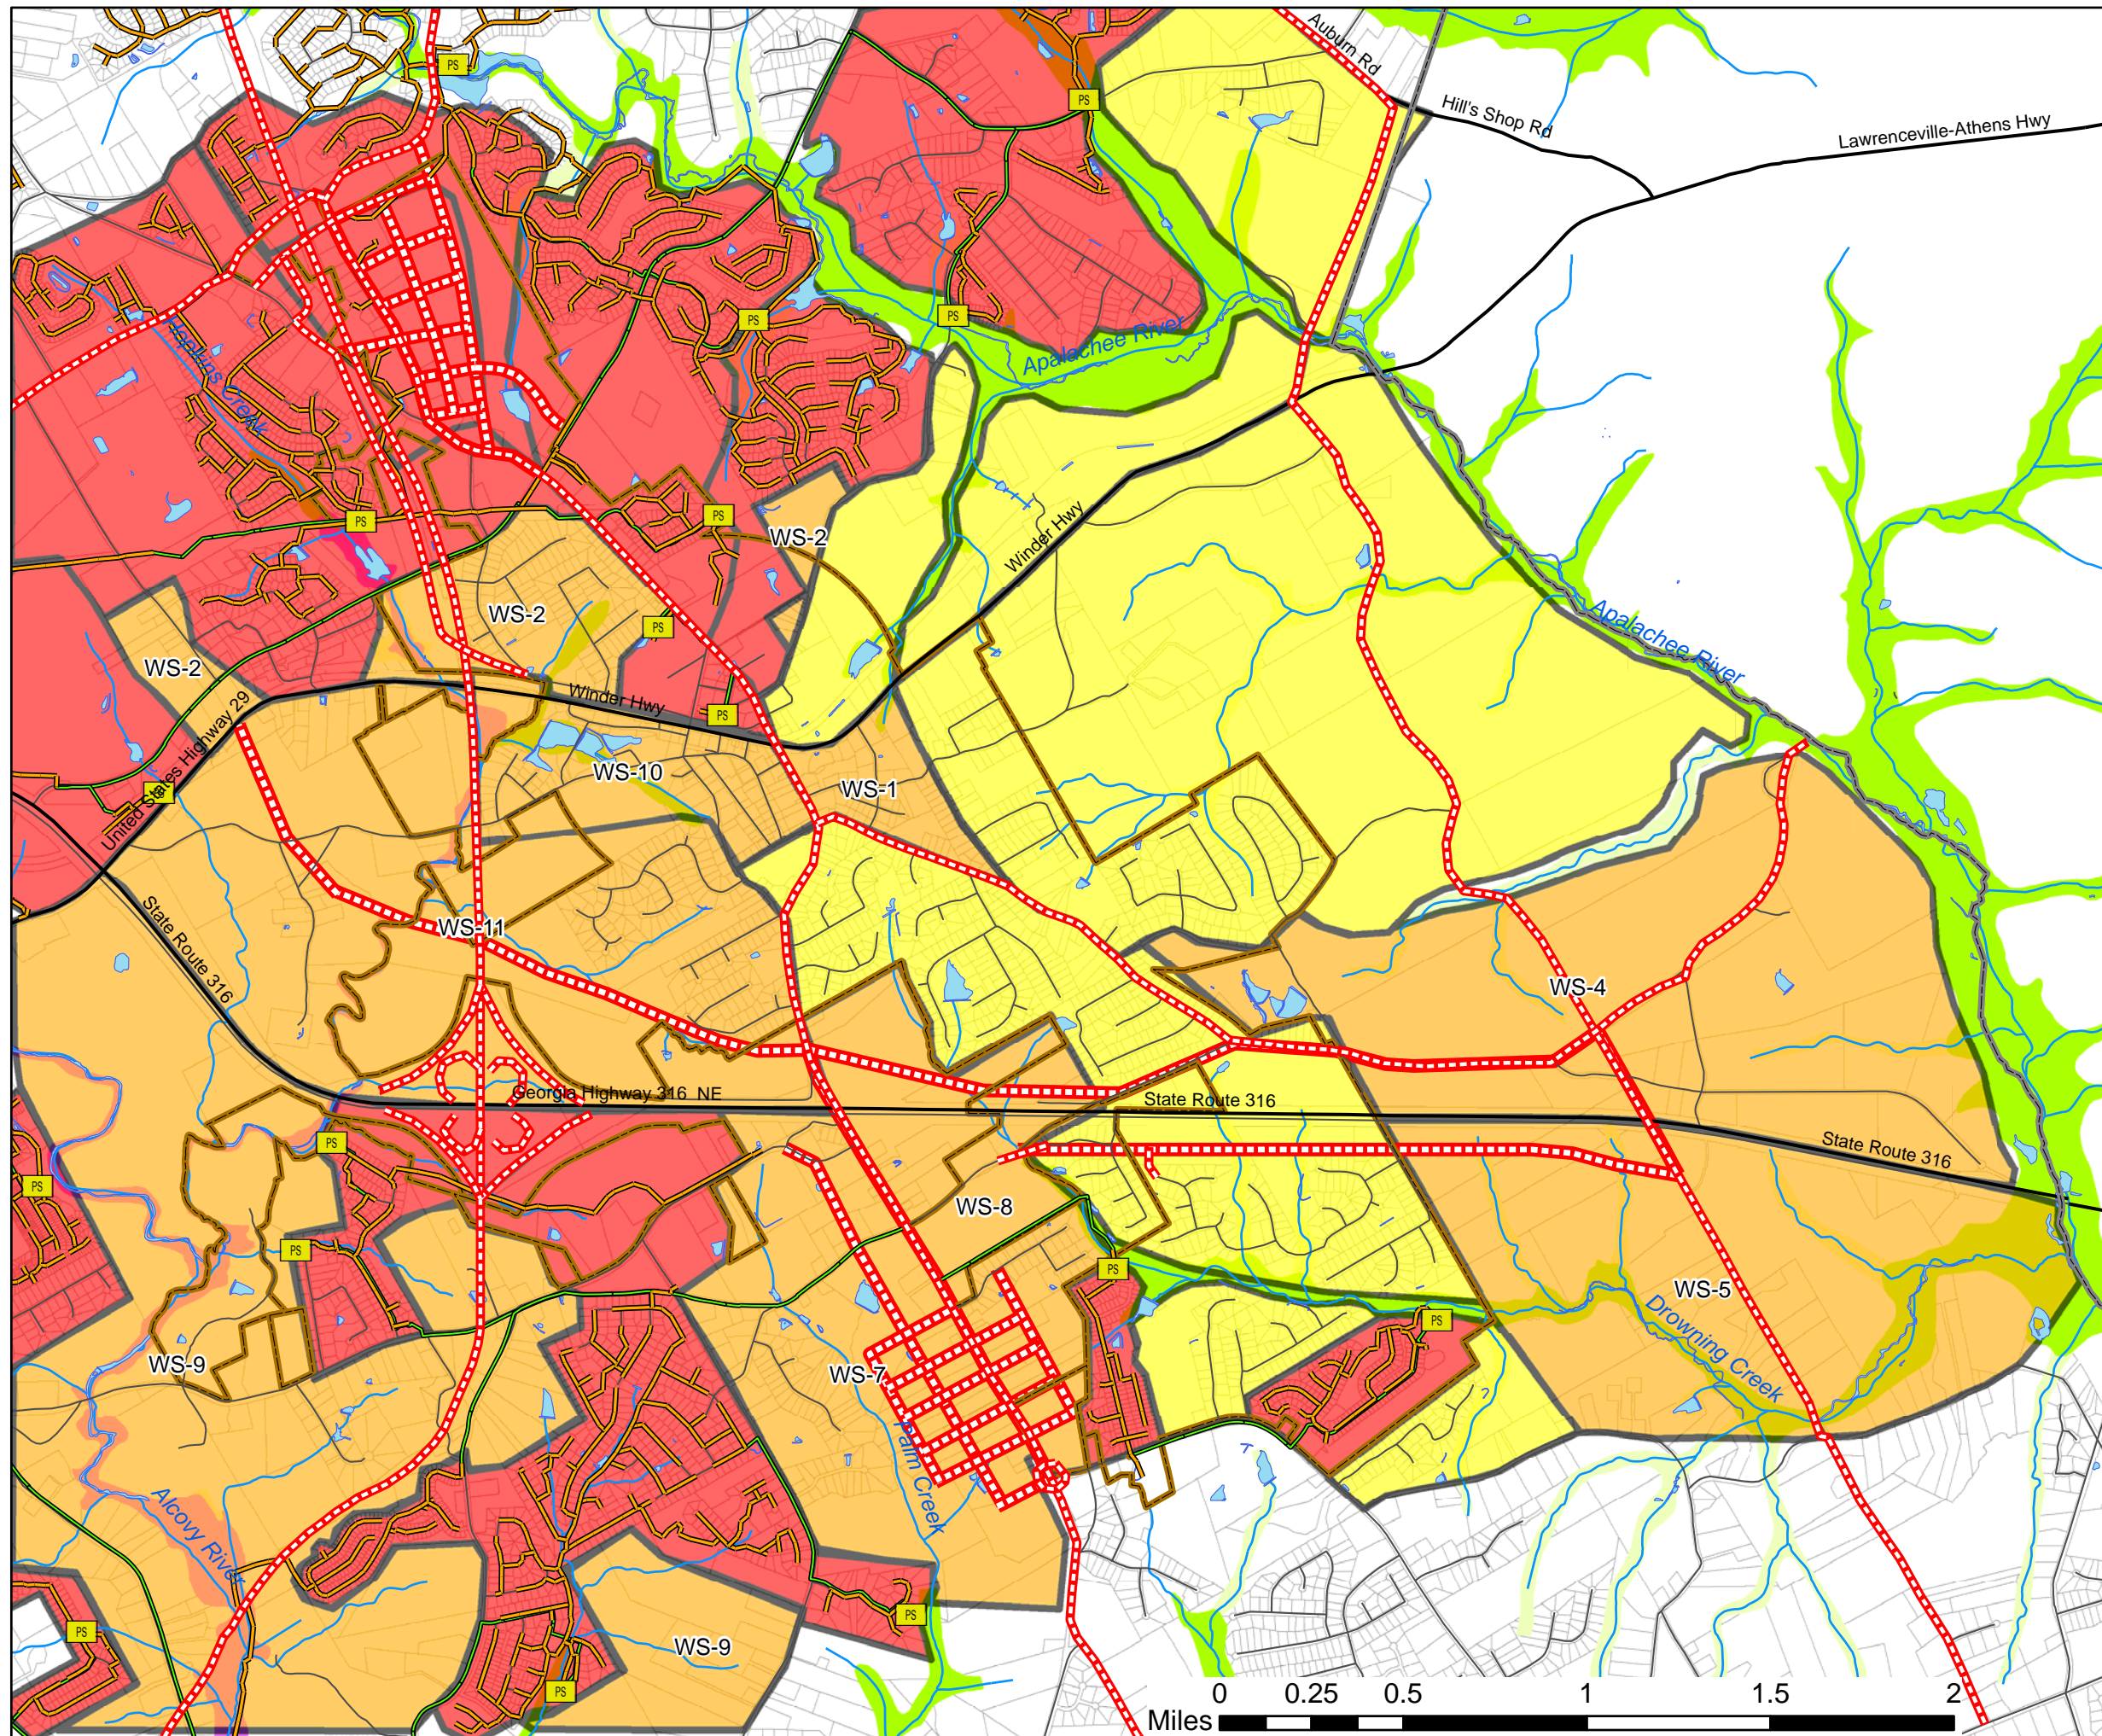 Auburn Rd
PS
PS
Hill's Shop Rd
Lawrenceville-Athens Hwy
PS
PS
Apalachee River
Hopkins Creek
PS
PS
WS-2
Winder Hwy
WS-2
PS
Apalachee River
WS-2
Winder Hwy
PS
United States Highway 29
WS-10
WS-1
WS-11
State Route 316
WS-4
Georgia Highway 316 NE
State Route 316
PS
State Route 316
PS
WS-8
PS
PS
WS-5
PS
Drowning Creek
WS-9
WS-7
Palm Creek
Alcovy River
PS
PS
WS-9
PS
0 0.25 0.5 1 1.5 2
Miles